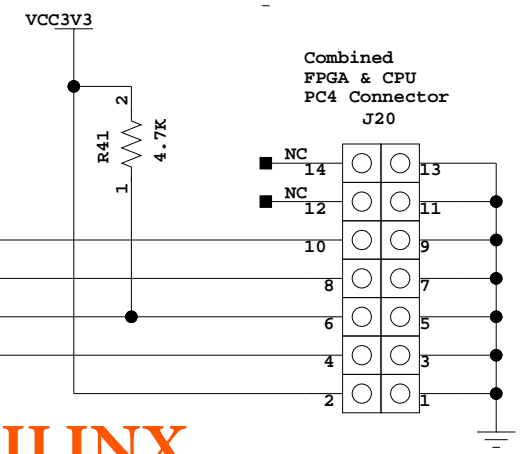 VCC3V3
Combined
FPGA & CPU
PC4 Connector
J20
2
R41
4.7K
1
NC
14
13
NC
12
11
10
9
8
7
6
5
4
3
2
1